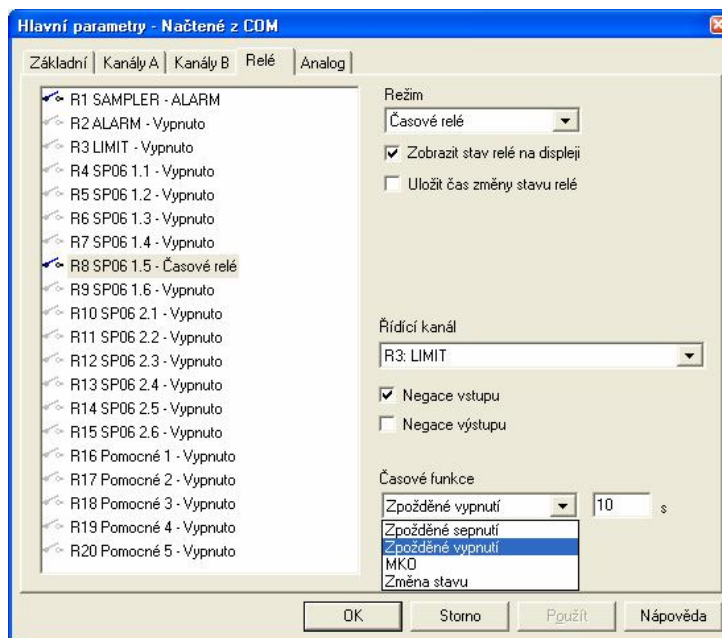 Hlavní parametry - Načtené z COM
Základní
Kanály A
Kanály B
Relé
Analog
R1 SAMPLER - ALARM
R2 ALARM - Vypnuto
R3 LIMIT - Vypnuto
R4 SP06 1.1 - Vypnuto
R5 SP06 1.2 - Vypnuto
R6 SP06 1.3 - Vypnuto
R7 SP06 1.4 - Vypnuto
R8 SP06 1.5 - Časové relé
R9 SP06 1.6 - Vypnuto
R10 SP06 2.1 - Vypnuto
R11 SP06 2.2 - Vypnuto
R12 SP06 2.3 - Vypnuto
R13 SP06 2.4 - Vypnuto
R14 SP06 2.5 - Vypnuto
R15 SP06 2.6 - Vypnuto
R16 Pomocné 1 - Vypnuto
R17 Pomocné 2 - Vypnuto
R18 Pomocné 3 - Vypnuto
R19 Pomocné 4 - Vypnuto
R20 Pomocné 5 - Vypnuto
Režim
Časové relé
Zobrazit stav relé na displeji
Uložit čas změny stavu relé
Řídící kanál
R3: LIMIT
Negace vstupu
Negace výstupu
Časové funkce
Zpožděné vypnutí
10 s
Zpožděné sepnutí
Zpožděné vypnutí
MKO
Změna stavu
OK
Storno
Použít
Nápověda